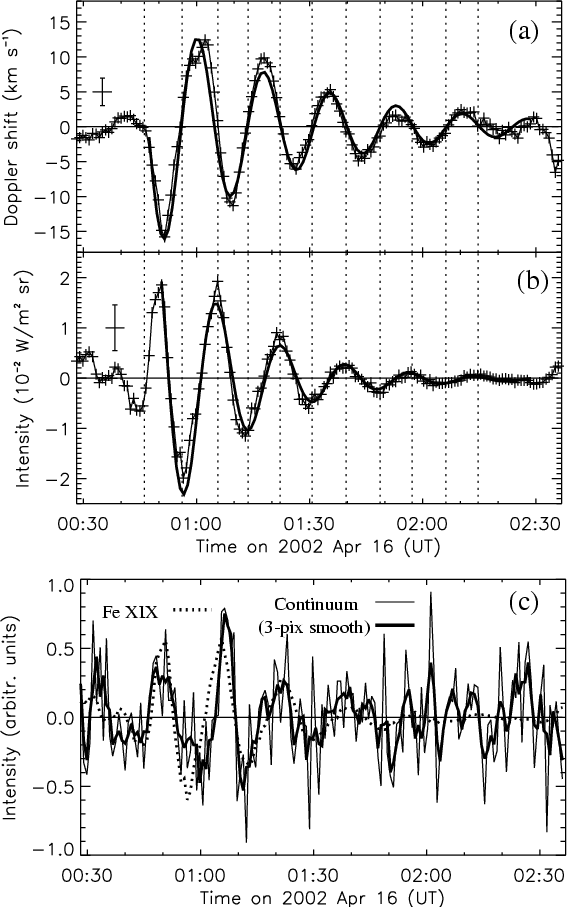 (a)
15
10
5
0
−5
−10
−15
Doppler shift (km s⁻¹)
(b)
2
1
0
−1
−2
Intensity (10⁻² W/m² sr)
00:30 01:00 01:30 02:00 02:30
Time on 2002 Apr 16 (UT)
(c)
Fe XIX
Continuum
(3-pix smooth)
1.0
0.5
0.0
−0.5
−1.0
Intensity (arbitr. units)
00:30 01:00 01:30 02:00 02:30
Time on 2002 Apr 16 (UT)